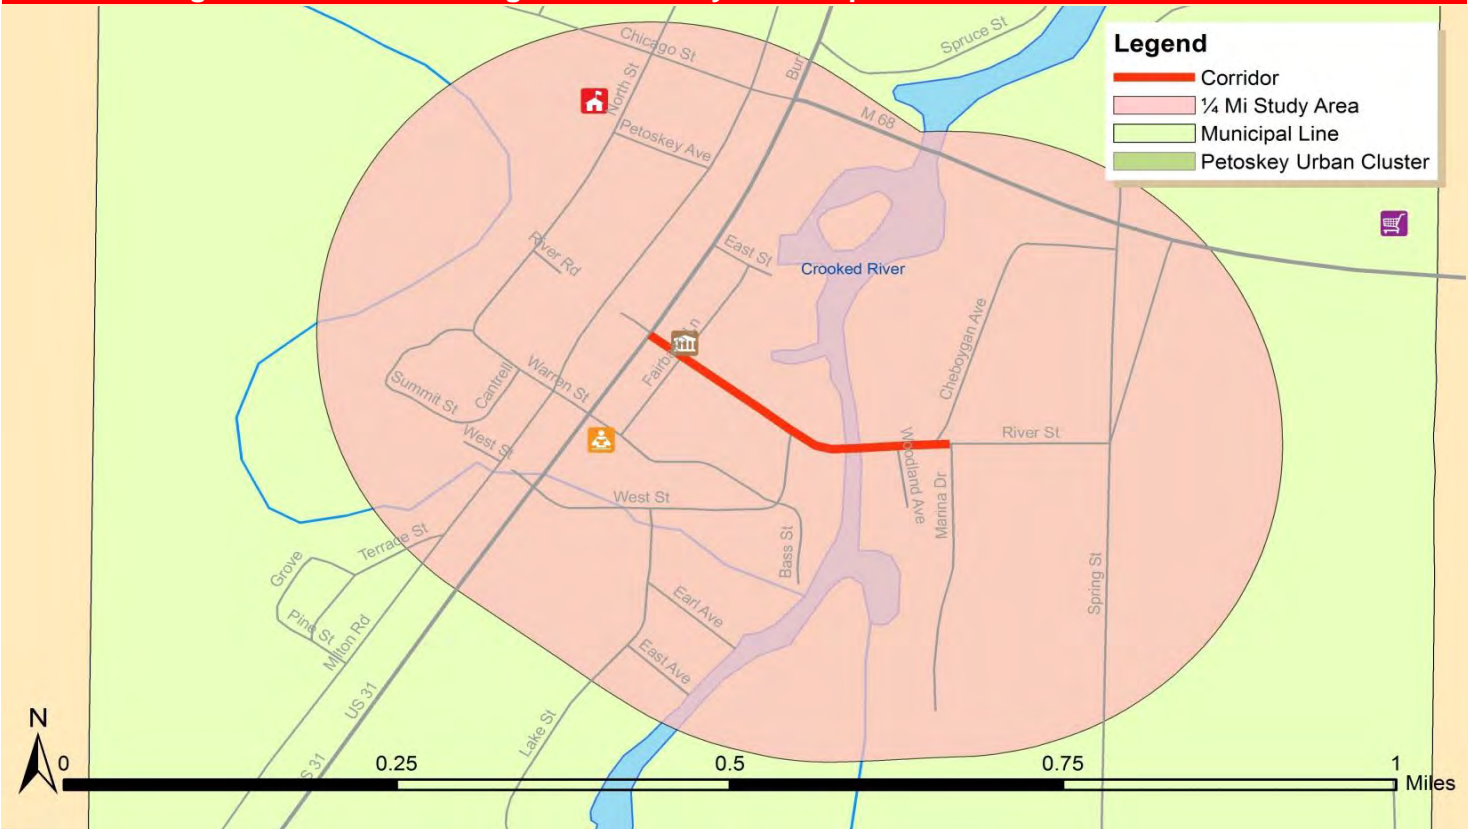 Spruce St
Chicago St
Burr
North St
M 68
Petoskey Ave
River Rd
East St
Crooked River
Fairb
Ln
Cheboygan Ave
Warren St
Cantrell
Summit St
West St
River St
Woodland Ave
Marina Dr
West St
Bass St
Terrace St
Grove
Spring St
Earl Ave
Pine St
Milton Rd
East Ave
US 31
Lake St
S 31
Legend
Corridor
¼ Mi Study Area
Municipal Line
Petoskey Urban Cluster
N
0 0.25 0.5 0.75 1
Miles